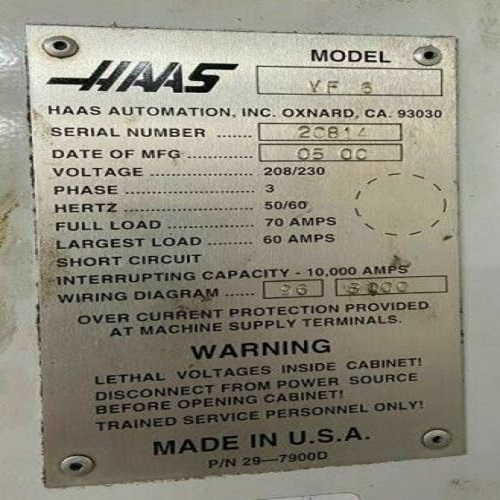 HAAS
MODEL VF 6
HAAS AUTOMATION, INC. OXNARD, CA. 93030
SERIAL NUMBER ...... 20814
DATE OF MFG .............. 05 00
VOLTAGE ..................... 208/230
PHASE ......................... 3
HERTZ ......................... 50/60
FULL LOAD ................. 70 AMPS
LARGEST LOAD .......... 60 AMPS
SHORT CIRCUIT
INTERRUPTING CAPACITY - 10,000 AMPS
WIRING DIAGRAM ...... 96
OVER CURRENT PROTECTION PROVIDED
AT MACHINE SUPPLY TERMINALS.
WARNING
LETHAL VOLTAGES INSIDE CABINET!
DISCONNECT FROM POWER SOURCE
BEFORE OPENING CABINET!
TRAINED SERVICE PERSONNEL ONLY!
MADE IN U.S.A.
P/N 29—7900D